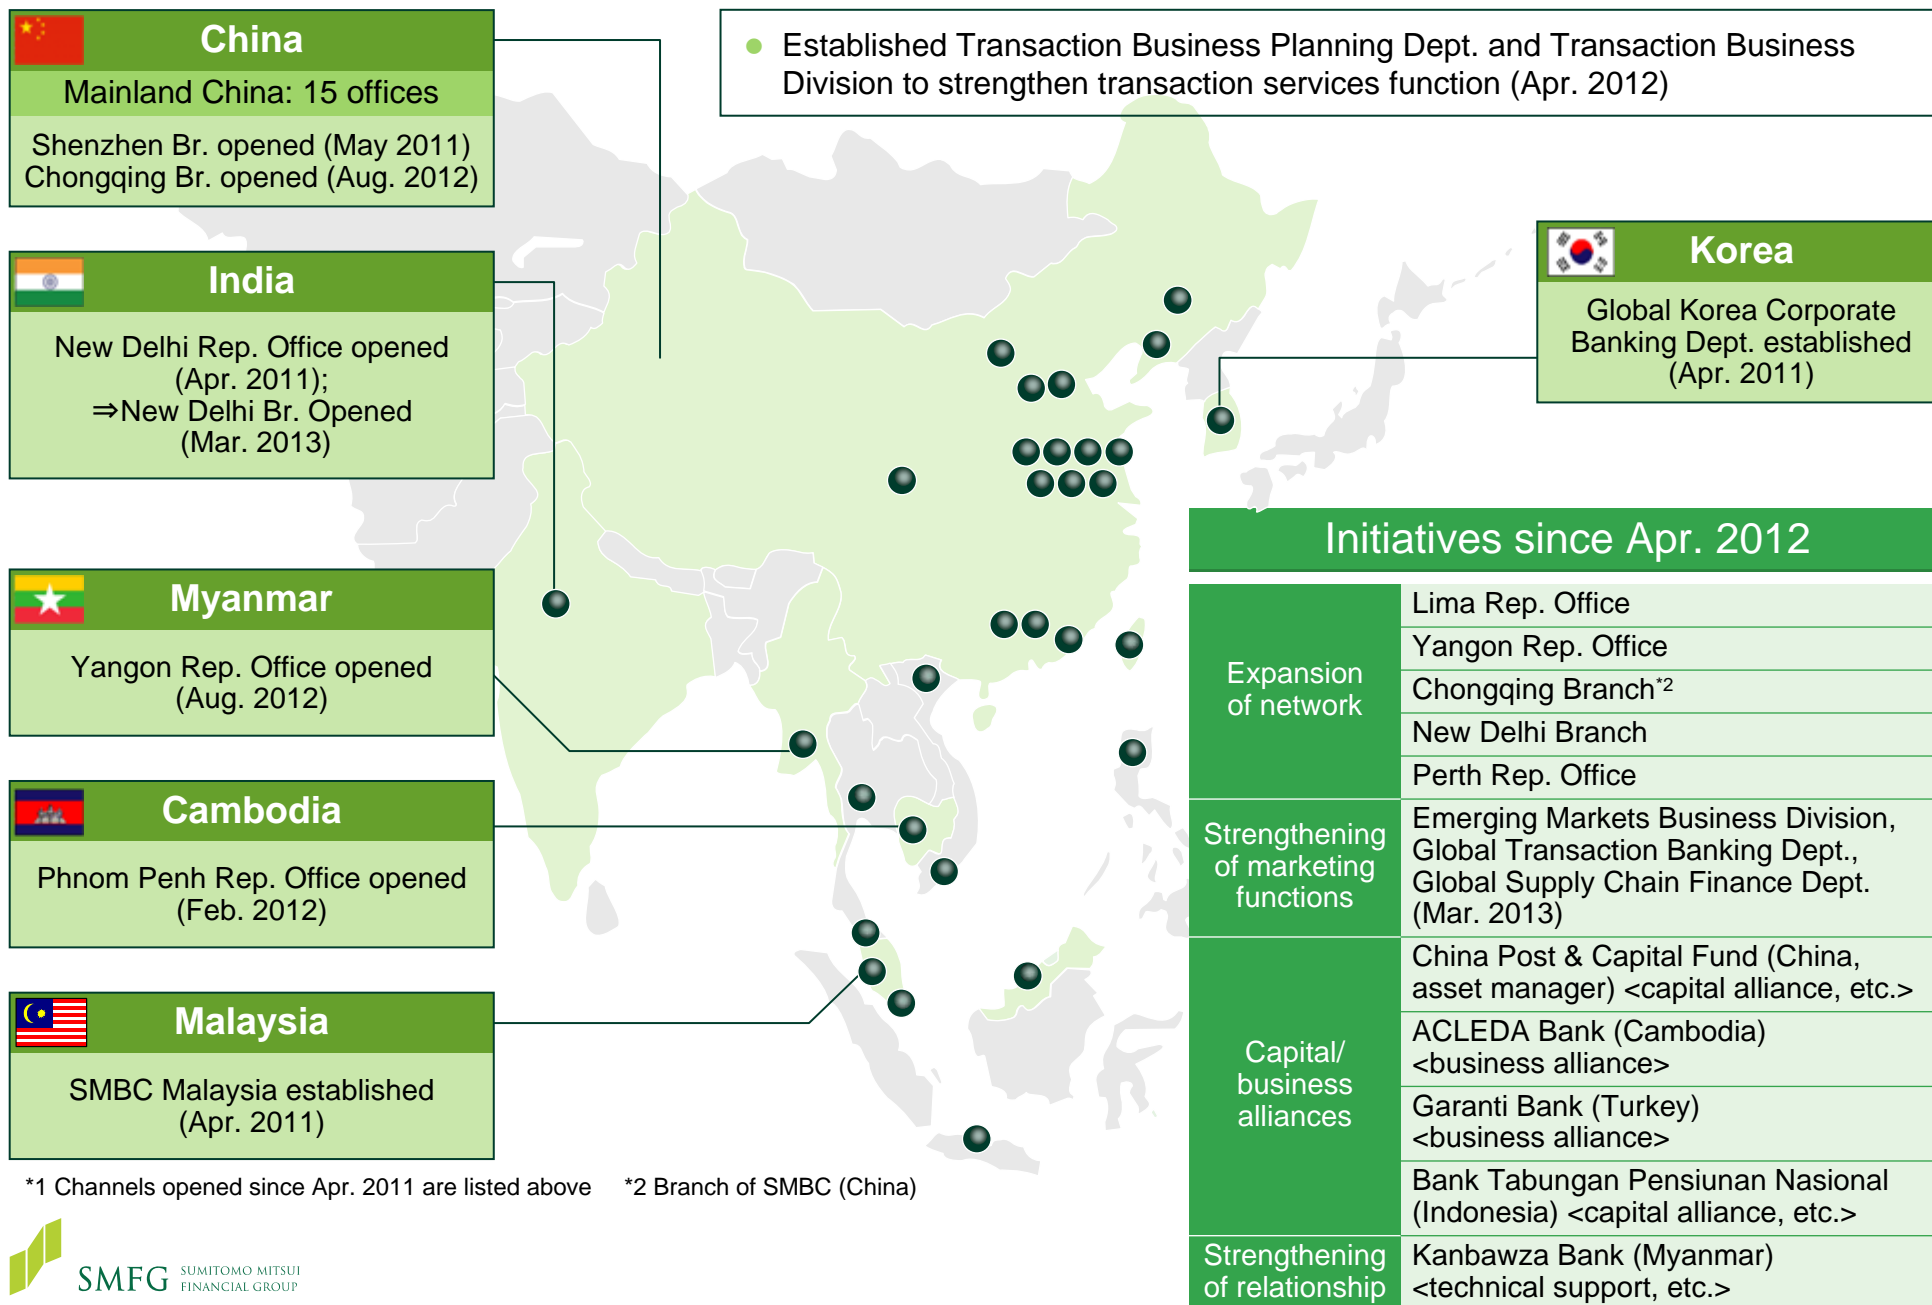 China
Mainland China: 15 offices
Shenzhen Br. opened (May 2011)
Chongqing Br. opened (Aug. 2012)
● Established Transaction Business Planning Dept. and Transaction Business
Division to strengthen transaction services function (Apr. 2012)
India
New Delhi Rep. Office opened
(Apr. 2011);
⇒New Delhi Br. Opened
(Mar. 2013)
Korea
Global Korea Corporate
Banking Dept. established
(Apr. 2011)
Myanmar
Yangon Rep. Office opened
(Aug. 2012)
Cambodia
Phnom Penh Rep. Office opened
(Feb. 2012)
Malaysia
SMBC Malaysia established
(Apr. 2011)
Initiatives since Apr. 2012
Expansion
of network
Lima Rep. Office
Yangon Rep. Office
Chongqing Branch*2
New Delhi Branch
Perth Rep. Office
Strengthening
of marketing
functions
Emerging Markets Business Division,
Global Transaction Banking Dept.,
Global Supply Chain Finance Dept.
(Mar. 2013)
Capital/
business
alliances
China Post & Capital Fund (China,
asset manager) <capital alliance, etc.>
ACLEDA Bank (Cambodia)
<business alliance>
Garanti Bank (Turkey)
<business alliance>
Bank Tabungan Pensiunan Nasional
(Indonesia) <capital alliance, etc.>
Strengthening
of relationship
Kanbawza Bank (Myanmar)
<technical support, etc.>
*1 Channels opened since Apr. 2011 are listed above *2 Branch of SMBC (China)
SMFG SUMITOMO MITSUI
FINANCIAL GROUP